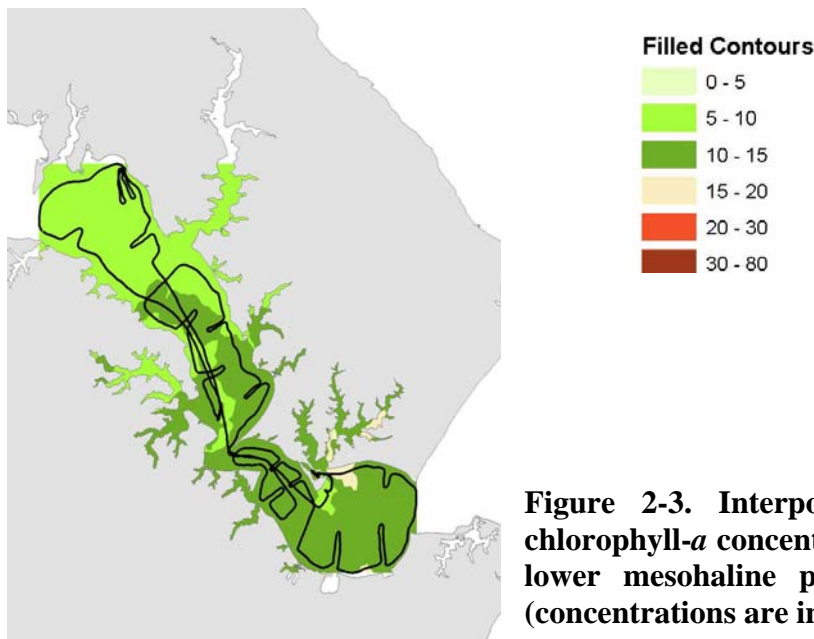 Filled Contours
0 - 5
5 - 10
10 - 15
15 - 20
20 - 30
30 - 80
Figure 2-3. Interpo
chlorophyll-a concent
lower mesohaline p
(concentrations are i